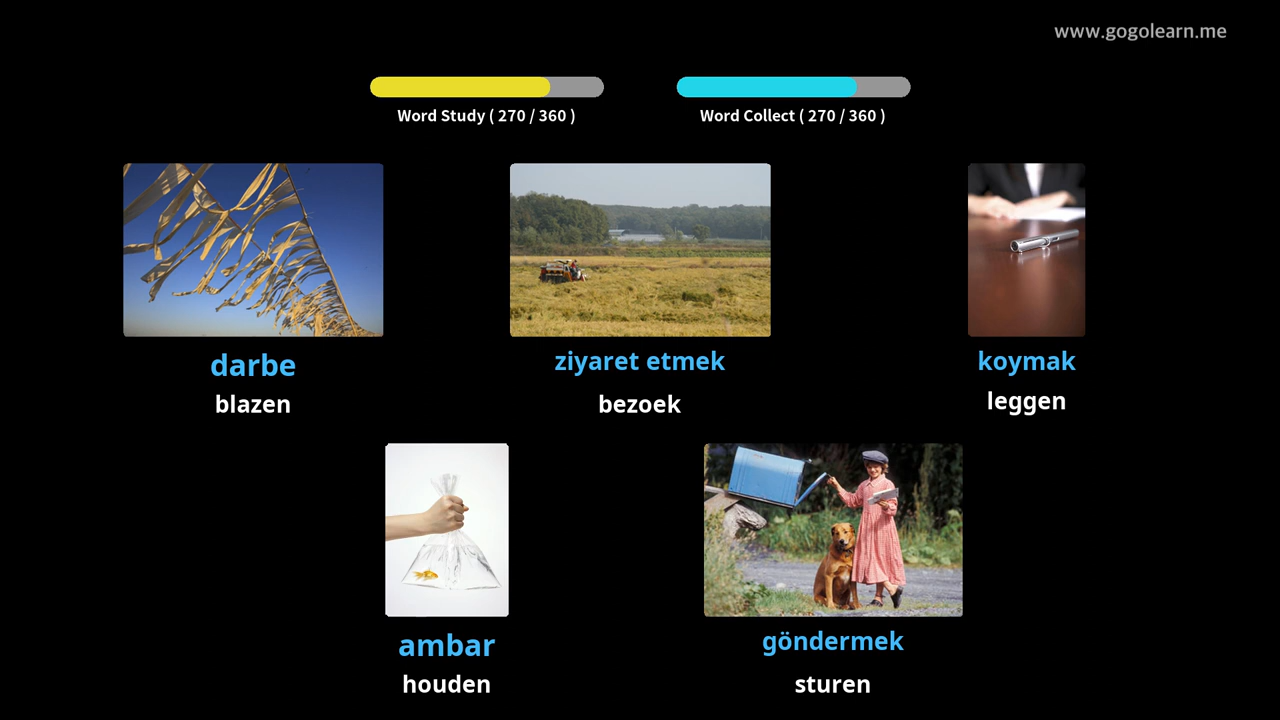 www.gogolearn.me
Word Study ( 270 / 360 )
Word Collect ( 270 / 360 )
darbe
blazen
ziyaret etmek
bezoek
koymak
leggen
ambar
houden
göndermek
sturen